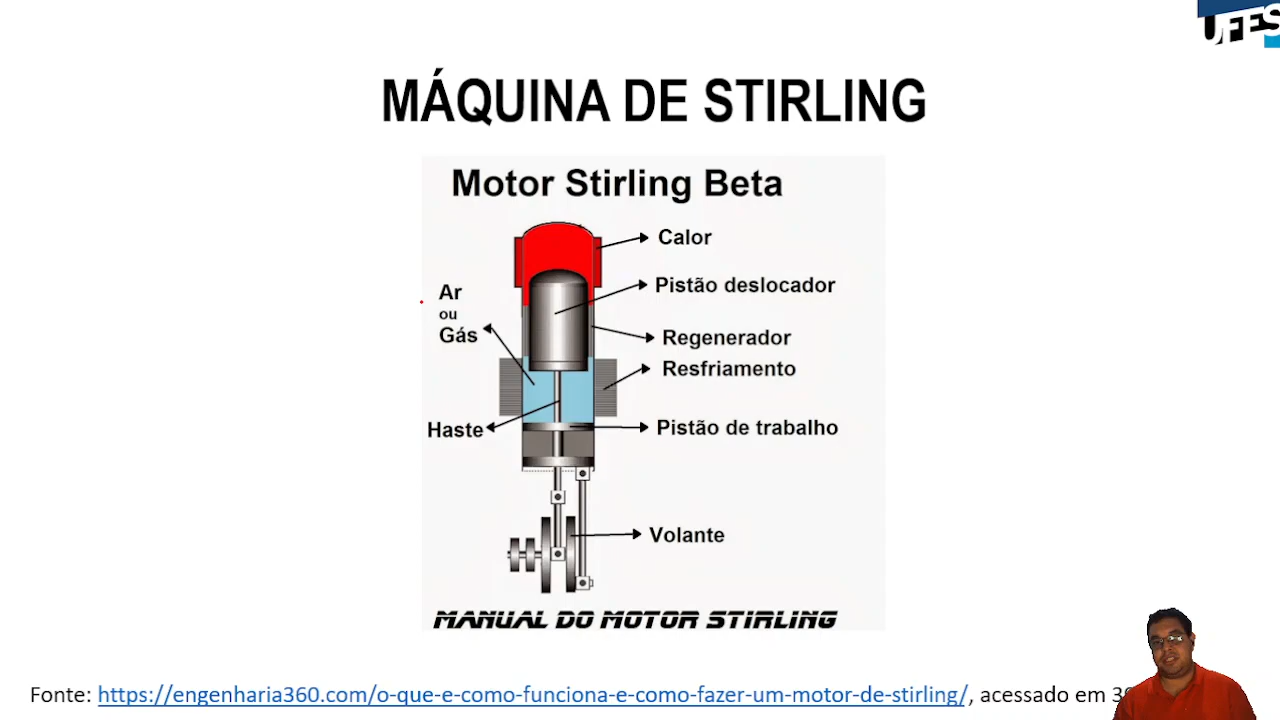 UFES
MÁQUINA DE STIRLING
Motor Stirling Beta
Calor
Pistão deslocador
Ar
ou
Gás
Regenerador
Resfriamento
Haste
Pistão de trabalho
Volante
MANUAL DO MOTOR STIRLING
Fonte: https://engenharia360.com/o-que-e-como-funciona-e-como-fazer-um-motor-de-stirling/, acessado em